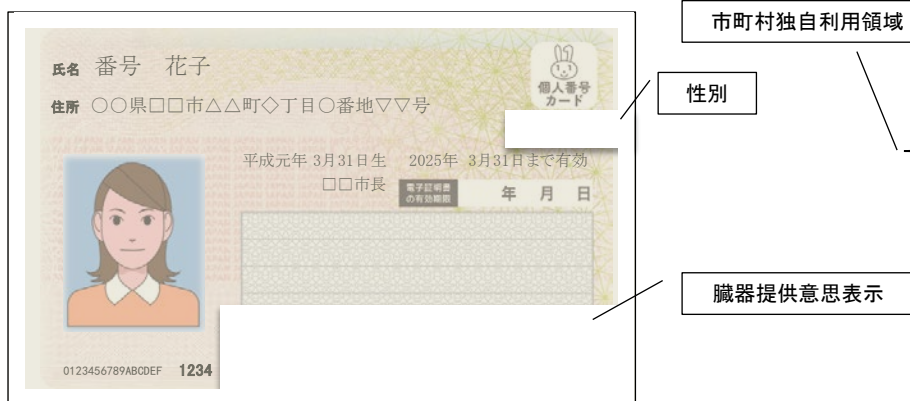 市町村独自利用領域
氏名 番号 花子
個人番号
カード
住所 〇〇県□□市△△町◇丁目〇番地▽▽号
性別
平成元年 3月31日生 2025年 3月31日まで有効
□□市長 電子証明書の有効期限 年 月 日
臓器提供意思表示
0123456789ABCDEF 1234